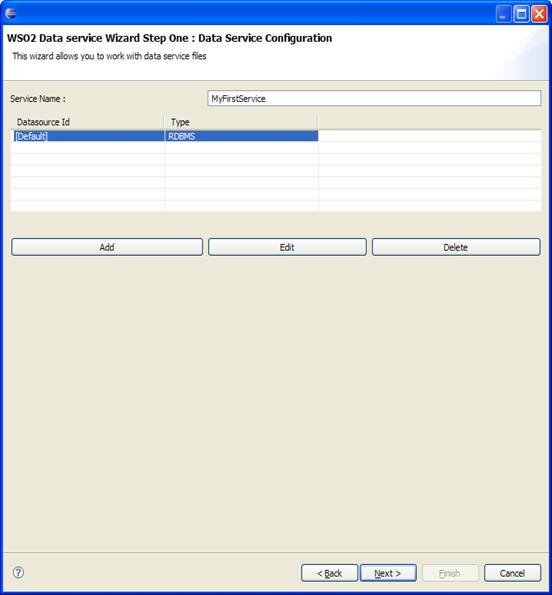 WSO2 Data service Wizard Step One : Data Service Configuration
This wizard allows you to work with data service files
Service Name : MyFirstService
Datasource Id Type
[Default] RDBMS
Add Edit Delete
? < Back Next > Finish Cancel